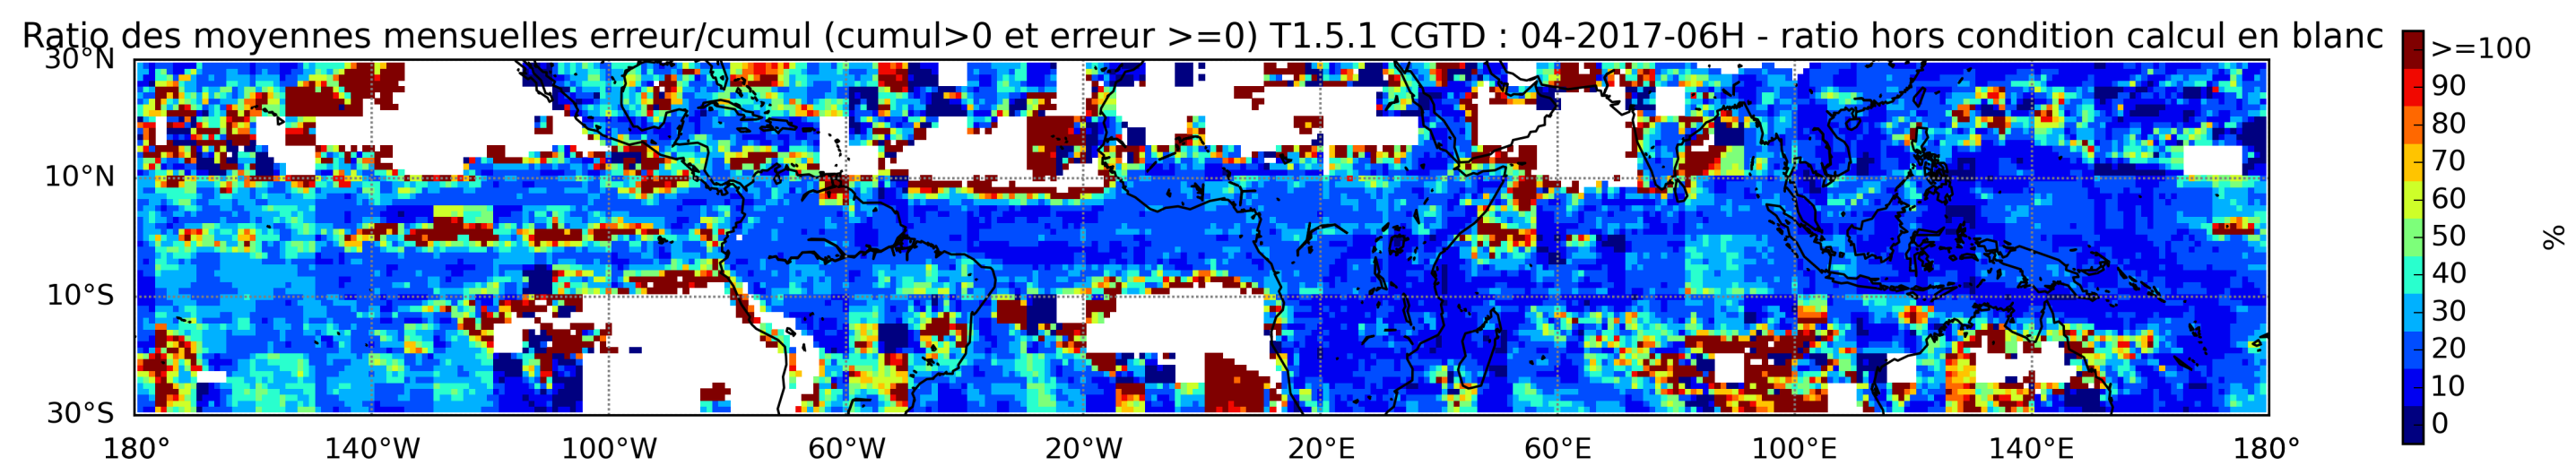 Ratio des moyennes mensuelles erreur/cumul (cumul>0 et erreur >=0) T1.5.1 CGTD : 04-2017-06H - ratio hors condition calcul en blanc
30°N
10°N
10°S
30°S
180° 140°W 100°W 60°W 20°W 20°E 60°E 100°E 140°E 180°
>=100
90
80
70
60
50
40
30
20
10
0
%